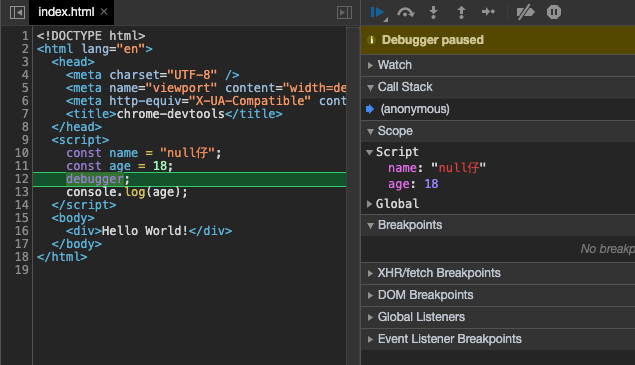 index.html
1 <!DOCTYPE html>
2 <html lang="en">
3 <head>
4 <meta charset="UTF-8" />
5 <meta name="viewport" content="width=de
6 <meta http-equiv="X-UA-Compatible" cont
7 <title>chrome-devtools</title>
8 </head>
9 <script>
10 const name = "null仔";
11 const age = 18;
12 debugger;
13 console.log(age);
14 </script>
15 <body>
16 <div>Hello World!</div>
17 </body>
18 </html>
19
Debugger paused
Watch
Call Stack
(anonymous)
Scope
Script
name: "null仔"
age: 18
Global
Breakpoints
No breakp
XHR/fetch Breakpoints
DOM Breakpoints
Global Listeners
Event Listener Breakpoints